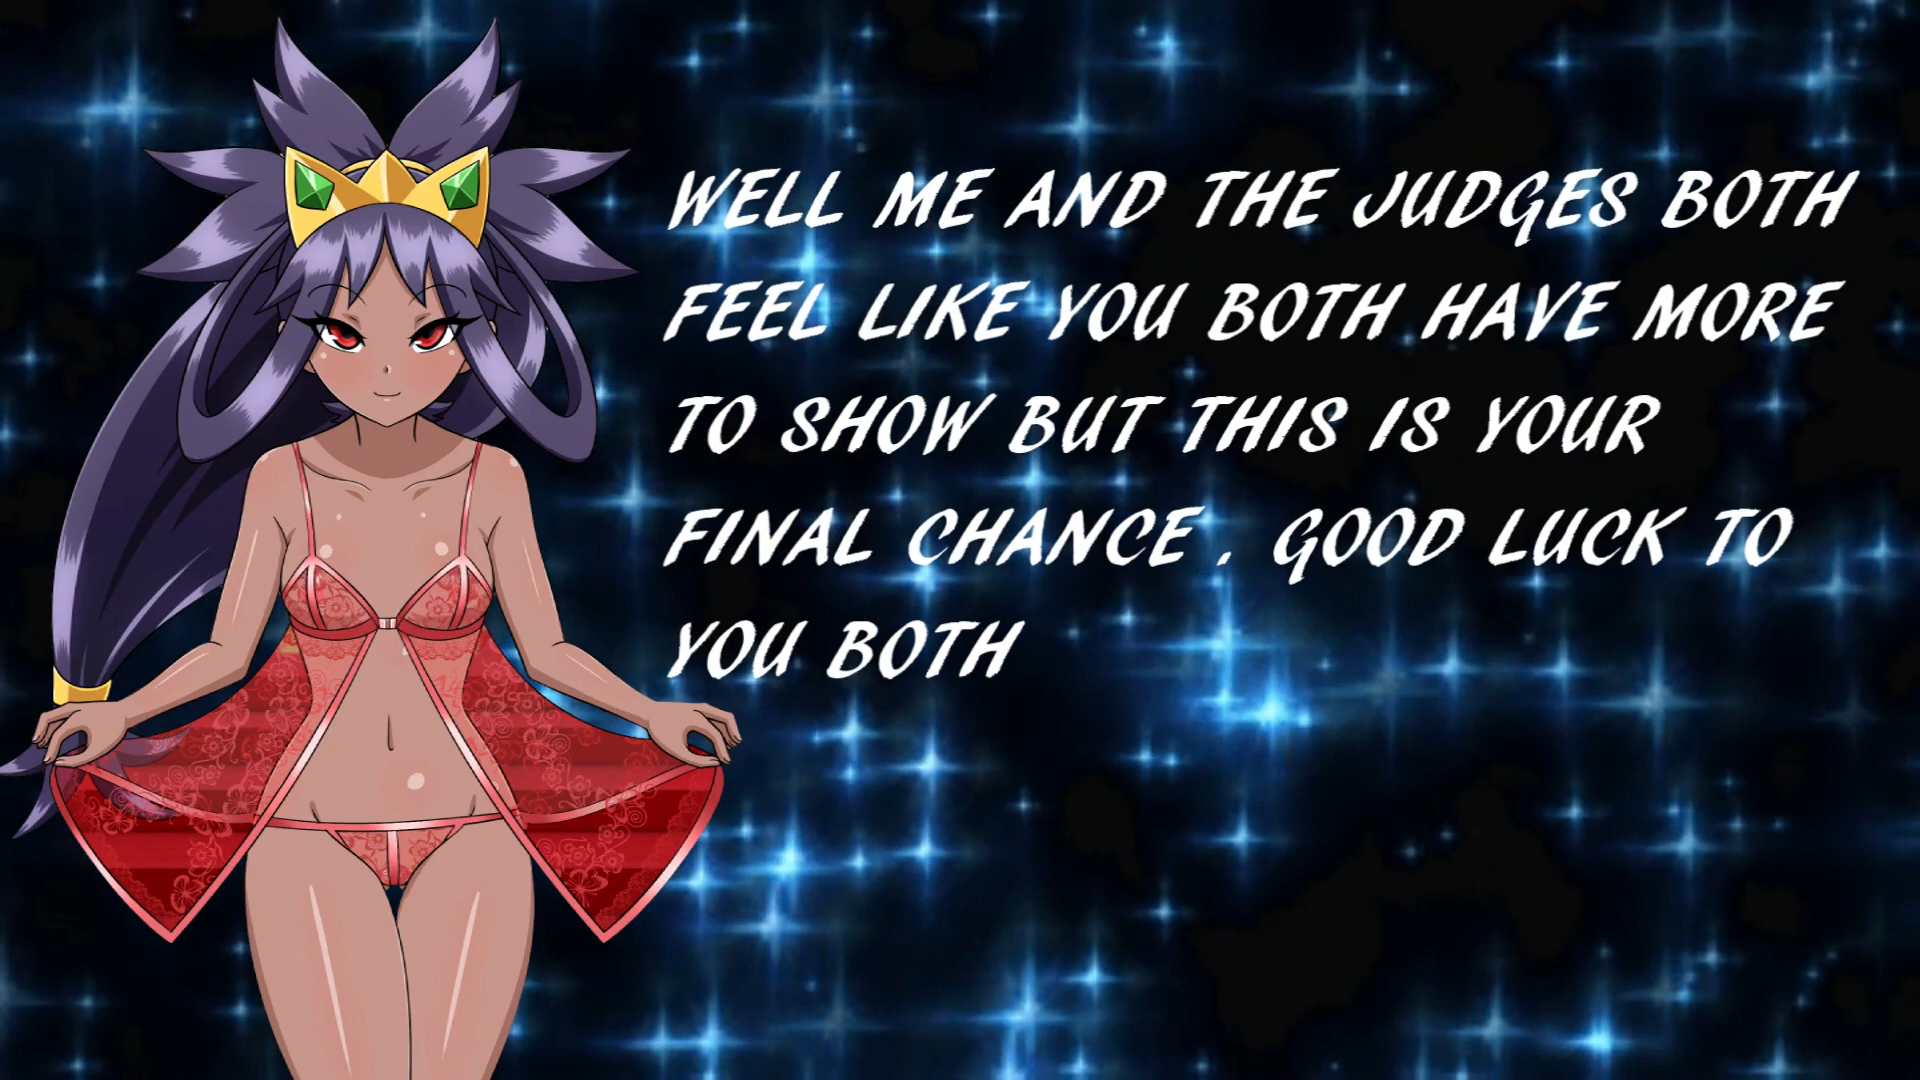 WELL ME AND THE JUDGES BOTH
FEEL LIKE YOU BOTH HAVE MORE
TO SHOW BUT THIS IS YOUR
FINAL CHANCE . GOOD LUCK TO
YOU BOTH